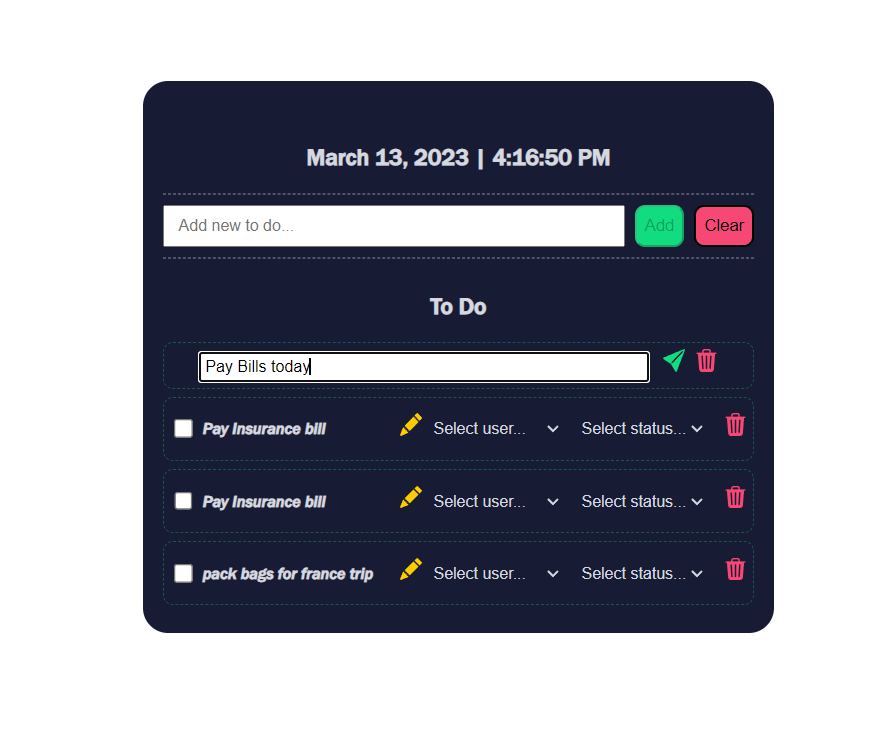 March 13, 2023 | 4:16:50 PM
Add new to do... Add Clear
To Do
Pay Bills today
Pay Insurance bill Select user... Select status...
Pay Insurance bill Select user... Select status...
pack bags for france trip Select user... Select status...